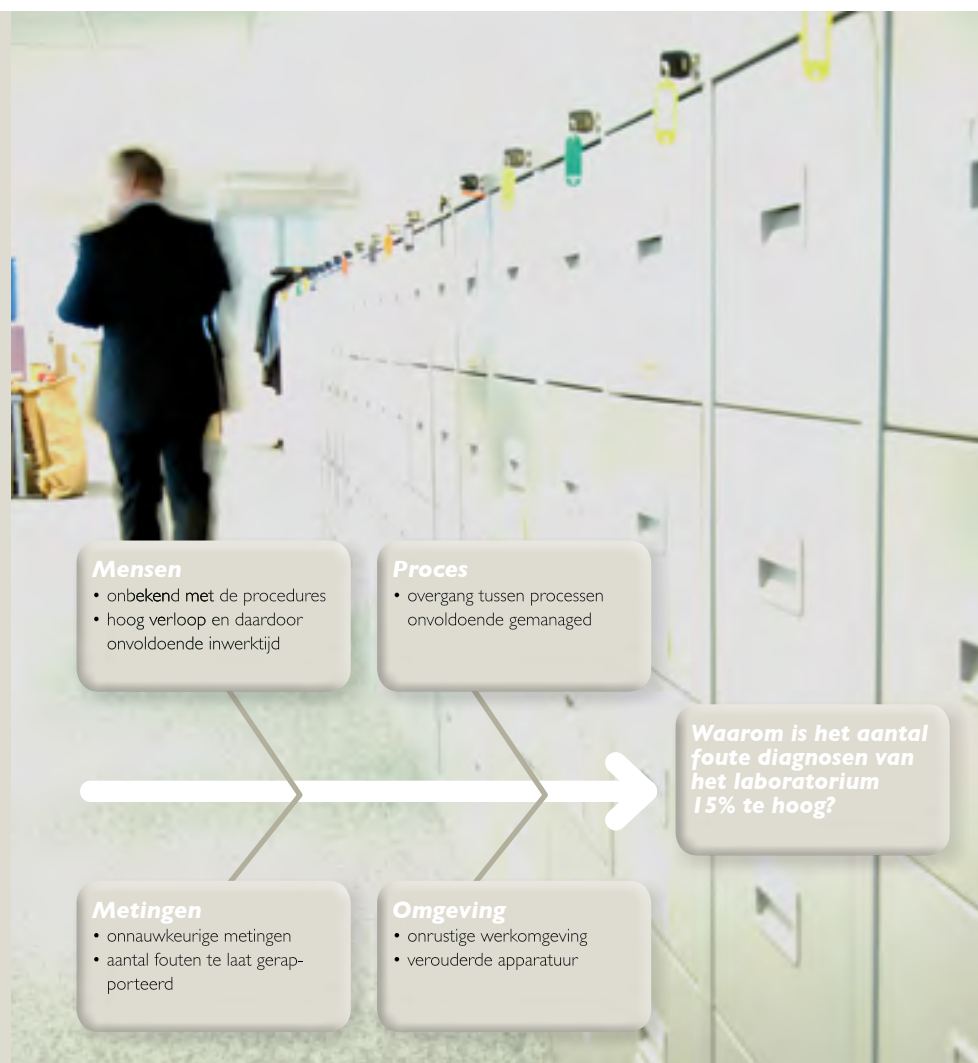 Mensen
• onbekend met de procedures
• hoog verloop en daardoor
onvoldoende inwerktijd
Proces
• overgang tussen processen
onvoldoende gemanaged
Waarom is het aantal
foute diagnosen van
het laboratorium
15% te hoog?
Metingen
• onnauwkeurige metingen
• aantal fouten te laat gerap-
porteerd
Omgeving
• onrustige werkomgeving
• verouderde apparatuur